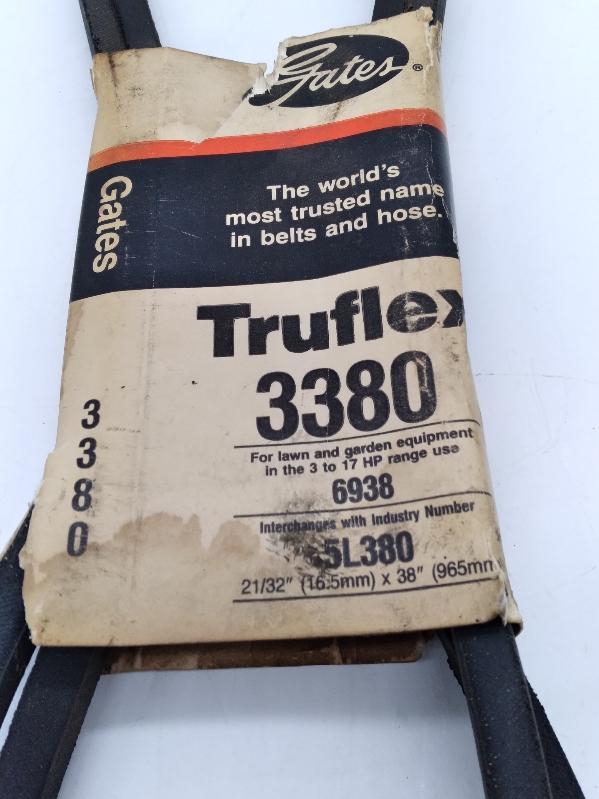 Gates®
The world's
most trusted name
in belts and hose.
Gates
Truflex
3380
For lawn and garden equipment
in the 3 to 17 HP range use
6938
Interchanges with Industry Number
5L380
21/32" (16.5mm) x 38" (965mm
3
3
8
0